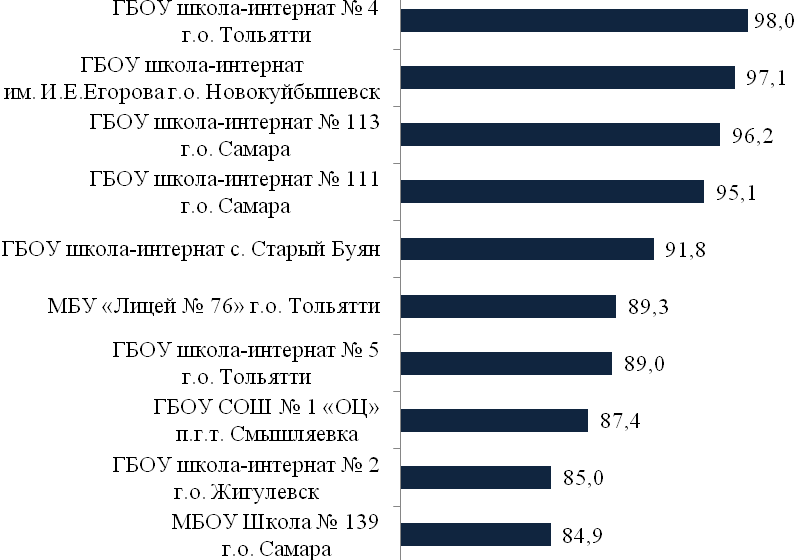 ГБОУ школа-интернат № 4
г.о. Тольятти
98,0
ГБОУ школа-интернат
им. И.Е.Егорова г.о. Новокуйбышевск
97,1
ГБОУ школа-интернат № 113
г.о. Самара
96,2
ГБОУ школа-интернат № 111
г.о. Самара
95,1
ГБОУ школа-интернат с. Старый Буян
91,8
МБУ «Лицей № 76» г.о. Тольятти
89,3
ГБОУ школа-интернат № 5
г.о. Тольятти
89,0
ГБОУ СОШ № 1 «ОЦ»
п.г.т. Смышляевка
87,4
ГБОУ школа-интернат № 2
г.о. Жигулевск
85,0
МБОУ Школа № 139
г.о. Самара
84,9